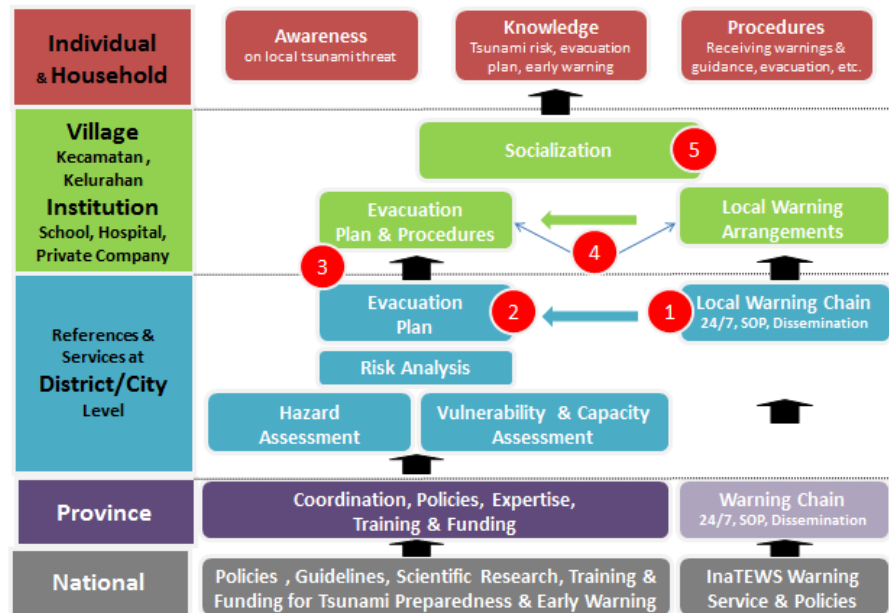 Individual
& Household
Awareness
on local tsunami threat
Knowledge
Tsunami risk, evacuation
plan, early warning
Procedures
Receiving warnings &
guidance, evacuation, etc.
Village
Kecamatan ,
Kelurahan
Institution
School, Hospital,
Private Company
Socialization
5
Evacuation
Plan & Procedures
4
Local Warning
Arrangements
3
References &
Services at
District/City
Level
Evacuation
Plan
2
1
Local Warning Chain
24/7, SOP, Dissemination
Risk Analysis
Hazard
Assessment
Vulnerability & Capacity
Assessment
Province
Coordination, Policies, Expertise,
Training & Funding
Warning Chain
24/7, SOP, Dissemination
National
Policies , Guidelines, Scientific Research, Training &
Funding for Tsunami Preparedness & Early Warning
InaTEWS Warning
Service & Policies